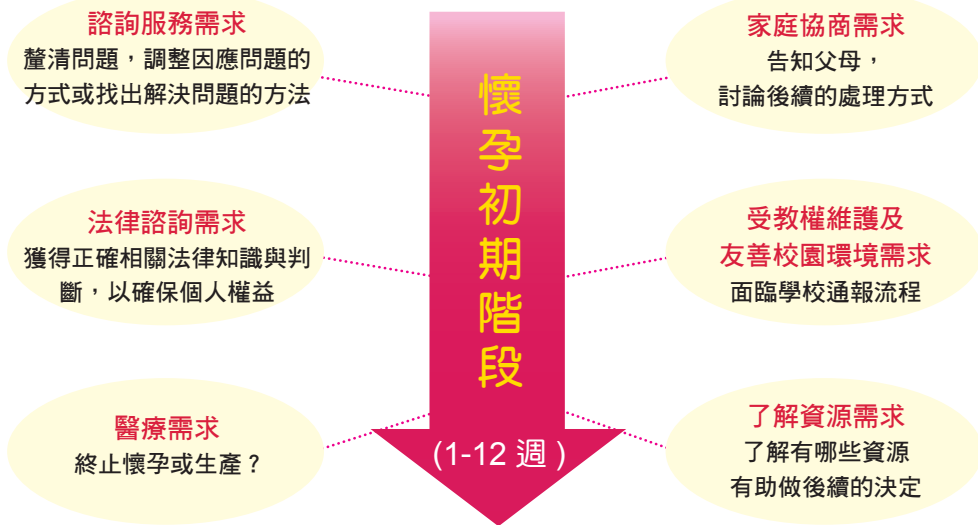 諮詢服務需求
釐清問題，調整因應問題的
方式或找出解決問題的方法
法律諮詢需求
獲得正確相關法律知識與判
斷，以確保個人權益
醫療需求
終止懷孕或生產？
懷孕初期階段
(1-12 週 )
家庭協商需求
告知父母，
討論後續的處理方式
受教權維護及
友善校園環境需求
面臨學校通報流程
了解資源需求
了解有哪些資源
有助做後續的決定